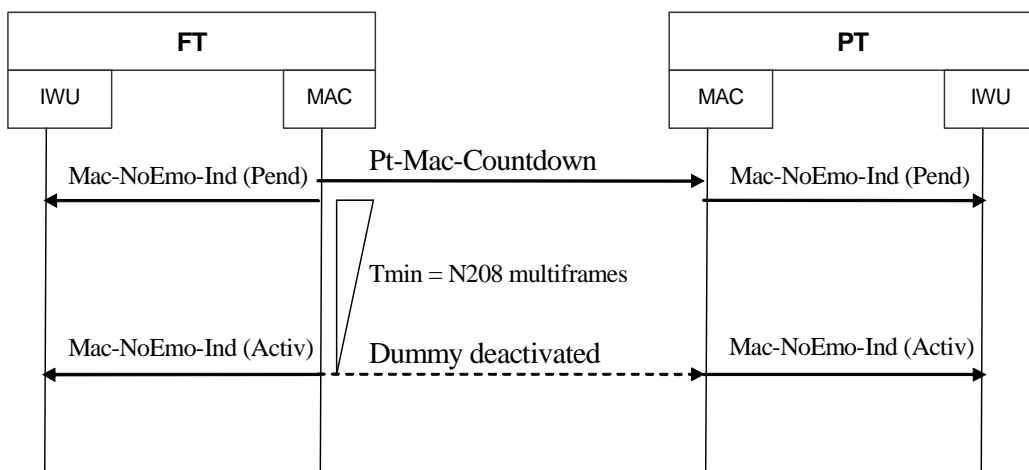 FT PT
IWU MAC MAC IWU
Pt-Mac-Countdown
Mac-NoEmo-Ind (Pend) Mac-NoEmo-Ind (Pend)
Tmin = N208 multiframes
Mac-NoEmo-Ind (Activ) Dummy deactivated Mac-NoEmo-Ind (Activ)